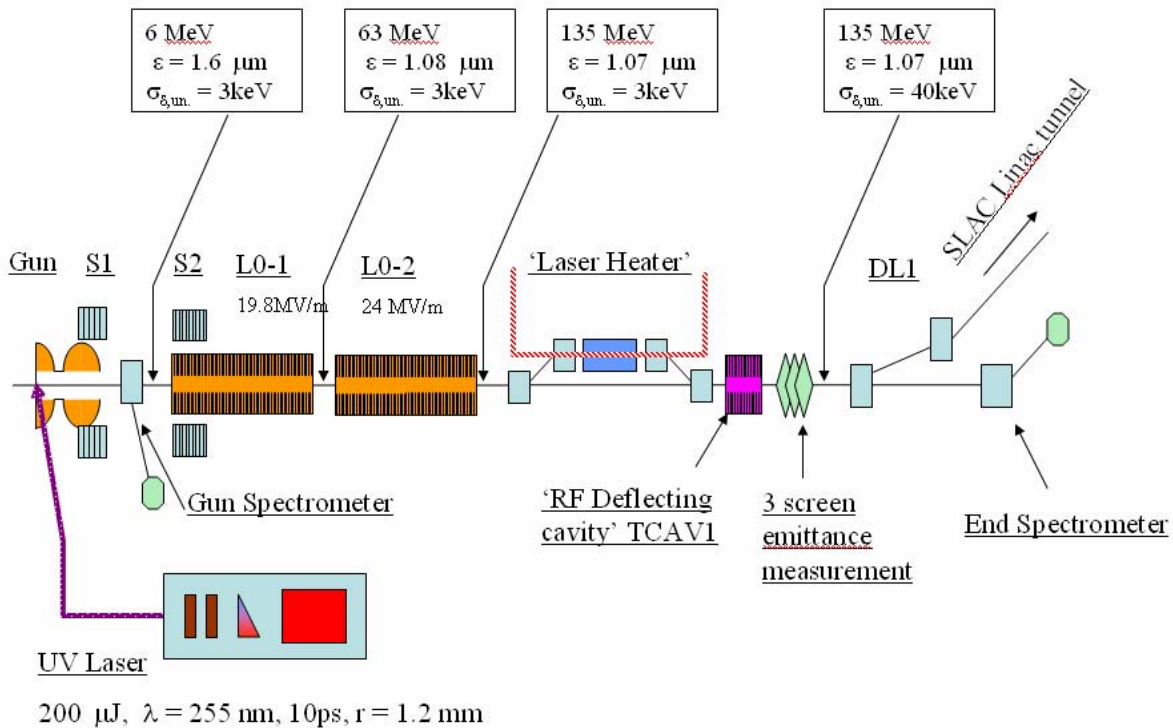 6 MeV
ε = 1.6 μm
σδ,un. = 3keV
63 MeV
ε = 1.08 μm
σδ,un. = 3keV
135 MeV
ε = 1.07 μm
σδ,un. = 3keV
135 MeV
ε = 1.07 μm
σδ,un. = 40keV
SLAC Linac tunnel
Gun
S1
S2
L0-1
L0-2
'Laser Heater'
DL1
19.8MV/m
24 MV/m
Gun Spectrometer
'RF Deflecting
cavity' TCAV1
3 screen
emittance
measurement
End Spectrometer
UV Laser
200 μJ, λ = 255 nm, 10ps, r = 1.2 mm